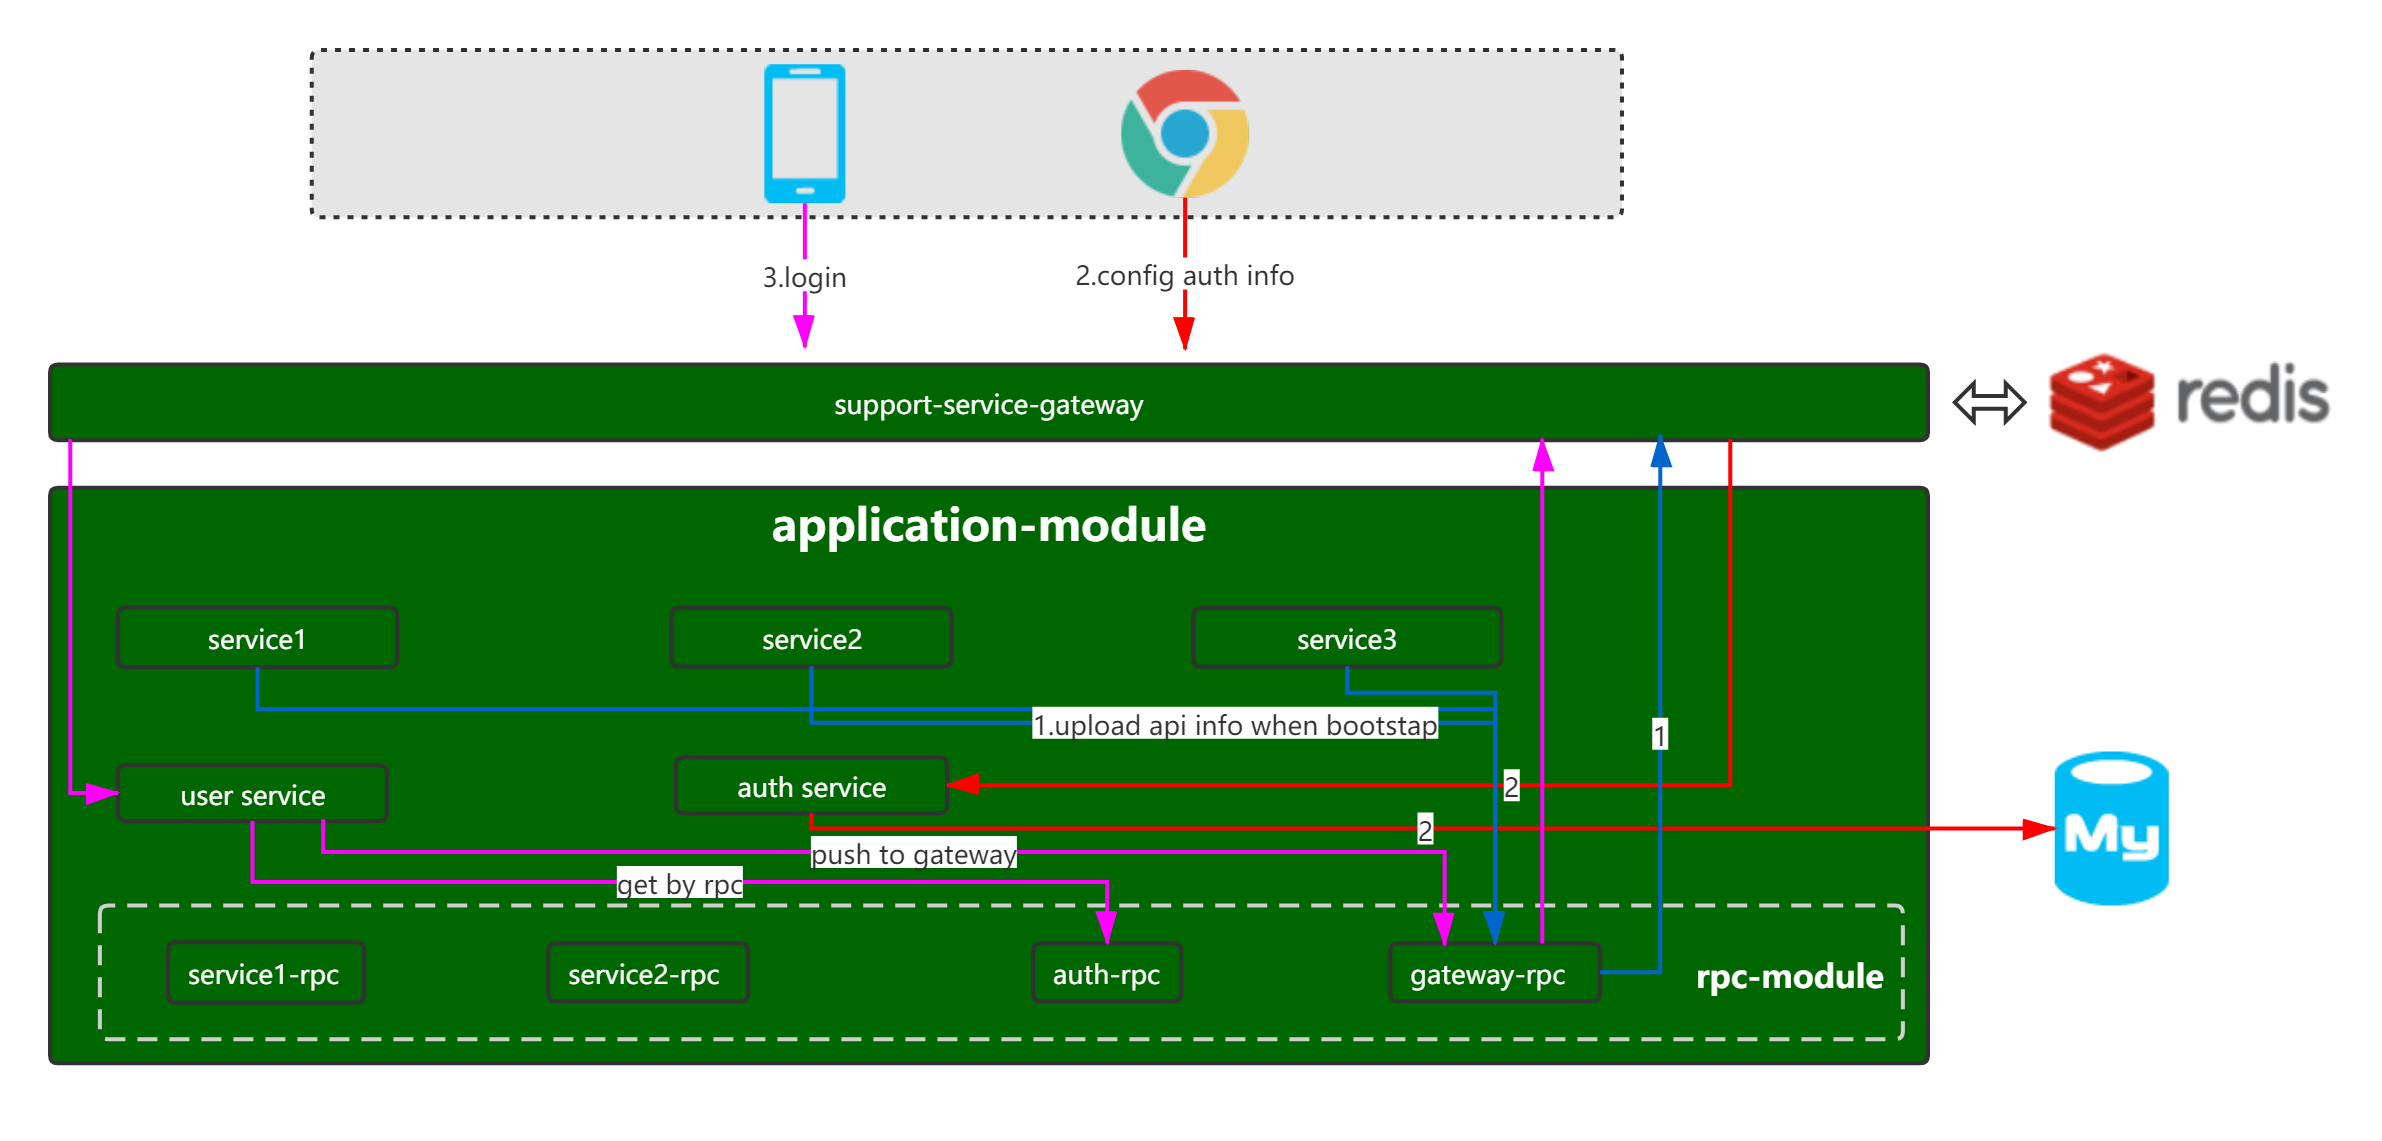 3.login
2.config auth info
support-service-gateway
redis
application-module
service1
service2
service3
1.upload api info when bootstap
1
user service
auth service
2
2
push to gateway
get by rpc
My
service1-rpc
service2-rpc
auth-rpc
gateway-rpc
rpc-module